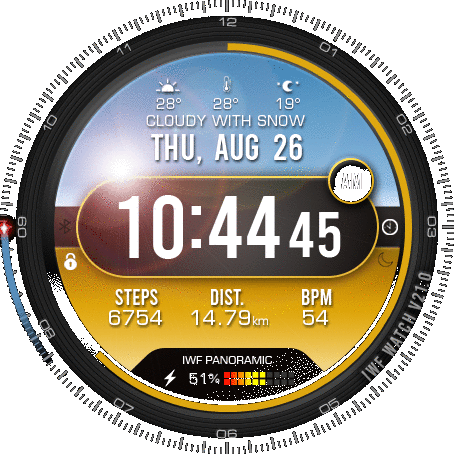 12
11
01
10
02
28° 28° 19°
CLOUDY WITH SNOW
THU, AUG 26
10:44 45
09
03
STEPS DIST. BPM
6754 14.79km 54
IWF WATCH V21.0
08
IWF PANORAMIC
51%
07
05
06